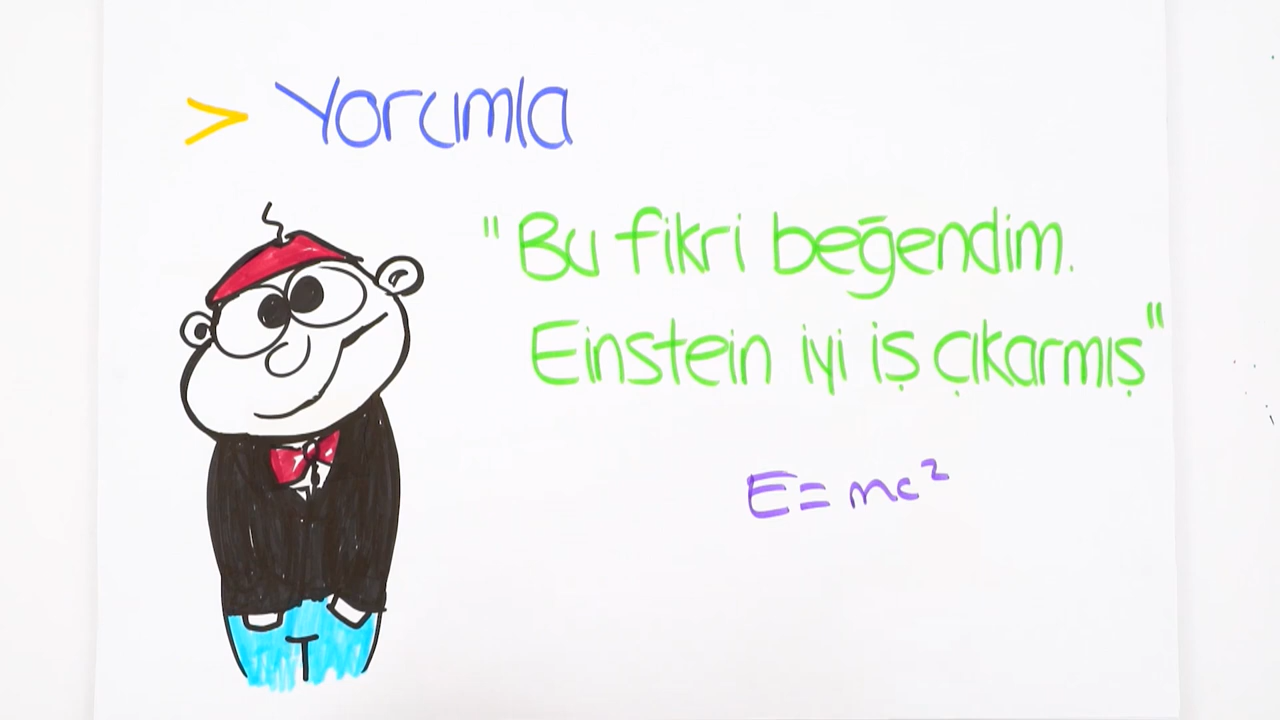 > Yorumla
"Bu fikri beğendim.
Einstein iyi iş çıkarmış"
E = mc²